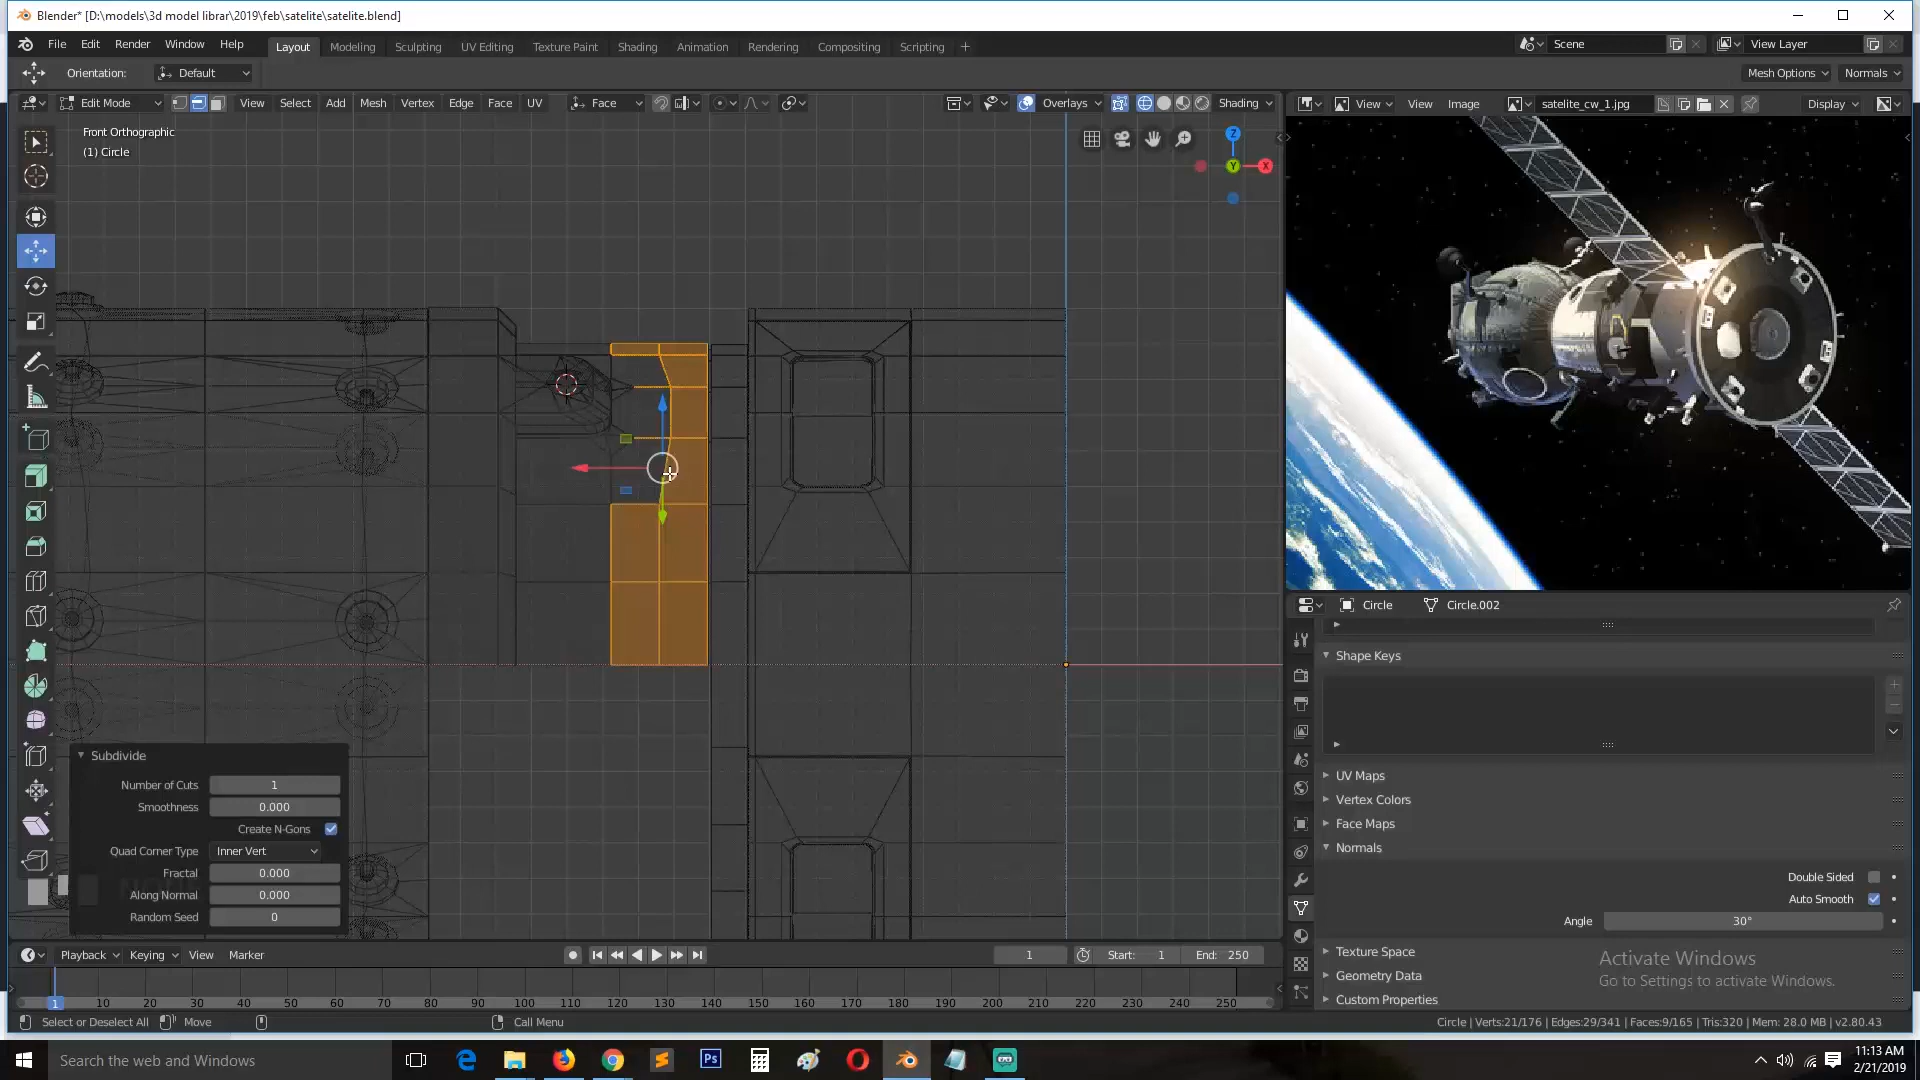 Blender* [D:\models\3d model librar\2019\feb\satelite\satelite.blend]
File Edit Render Window Help Layout Modeling Sculpting UV Editing Texture Paint Shading Animation Rendering Compositing Scripting + Scene View Layer
Orientation: Default Mesh Options Normals
Edit Mode View Select Add Mesh Vertex Edge Face UV Face Overlays Shading View View Image satelite_cw_1.jpg Display
Front Orthographic
(1) Circle
Z
Y
X
Circle Circle.002
Shape Keys
UV Maps
Vertex Colors
Face Maps
Normals
Double Sided
Auto Smooth
Angle 30°
Texture Space
Geometry Data
Custom Properties
Subdivide
Number of Cuts 1
Smoothness 0.000
Create N-Gons
Quad Corner Type Inner Vert
Fractal 0.000
Along Normal 0.000
Random Seed 0
Playback Keying View Marker 1 Start: 1 End: 250
1 10 20 30 40 50 60 70 80 90 100 110 120 130 140 150 160 170 180 190 200 210 220 230 240 250
Activate Windows
Go to Settings to activate Windows.
Select or Deselect All Move Call Menu Circle | Verts:21/176 | Edges:29/341 | Faces:9/165 | Tris:320 | Mem: 28.0 MB | v2.80.43
Search the web and Windows Ps 11:13 AM
2/21/2019